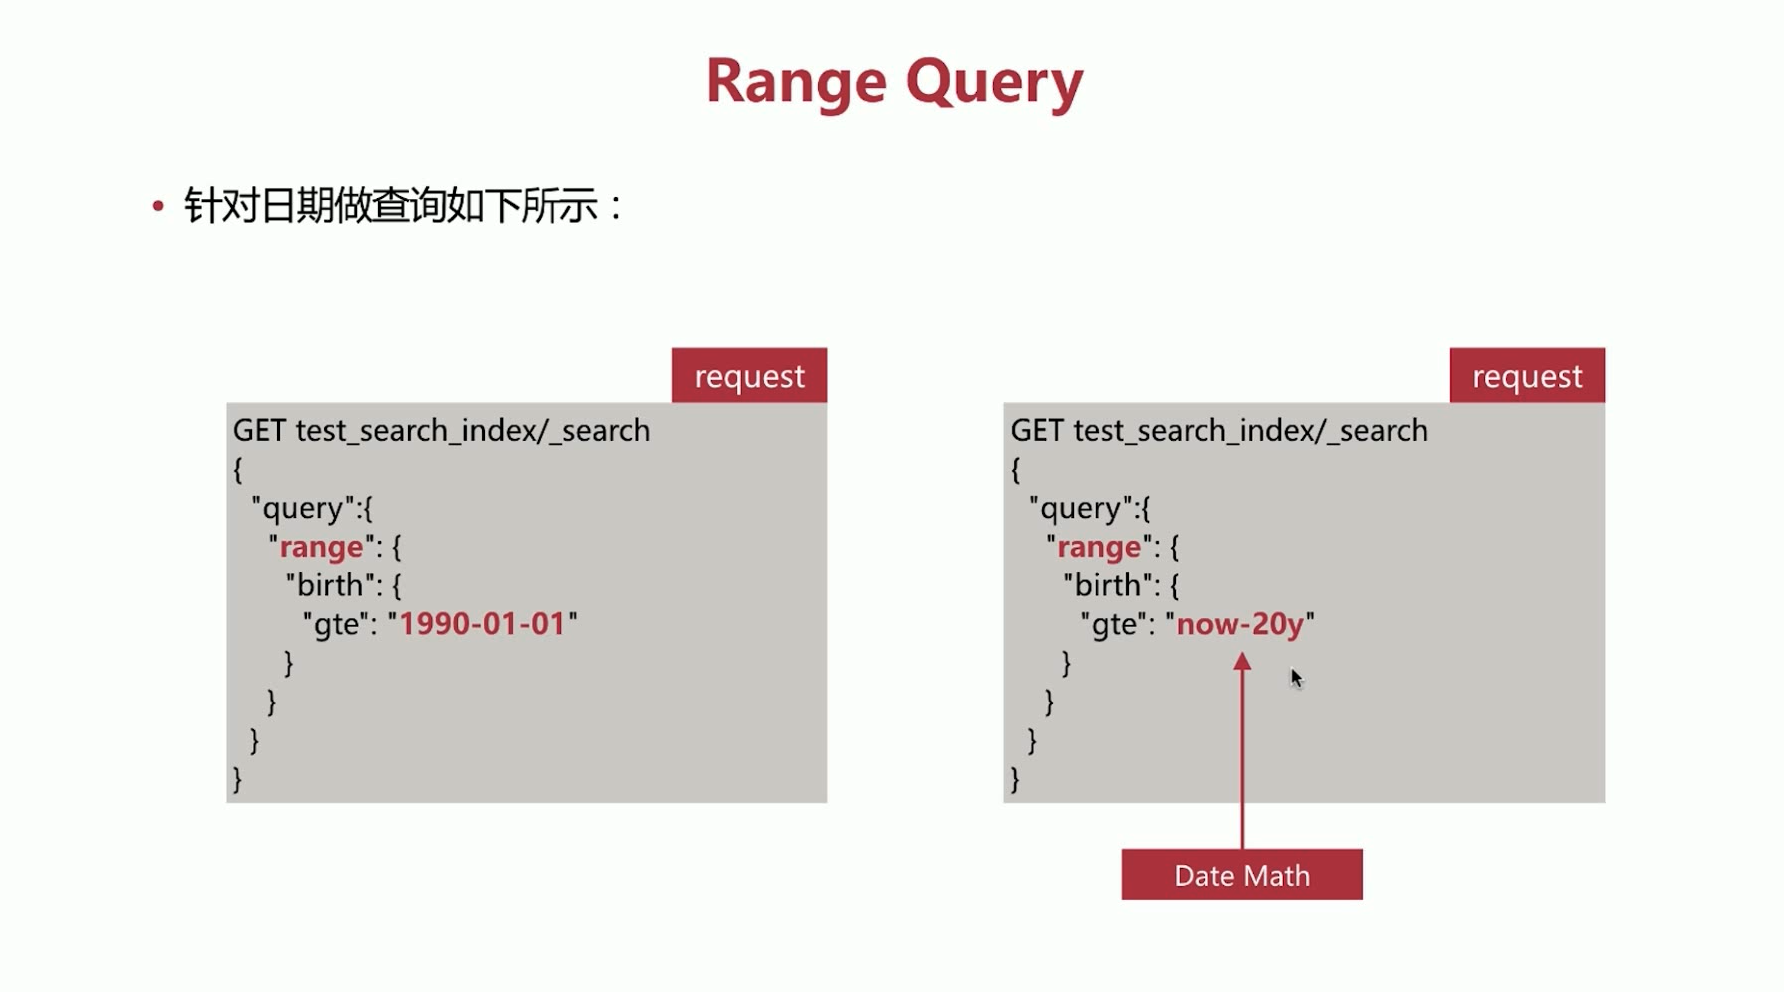 Range Query
• 针对日期做查询如下所示：
request
GET test_search_index/_search
{
"query":{
"range": {
"birth": {
"gte": "1990-01-01"
}
}
}
}
request
GET test_search_index/_search
{
"query":{
"range": {
"birth": {
"gte": "now-20y"
}
}
}
}
Date Math